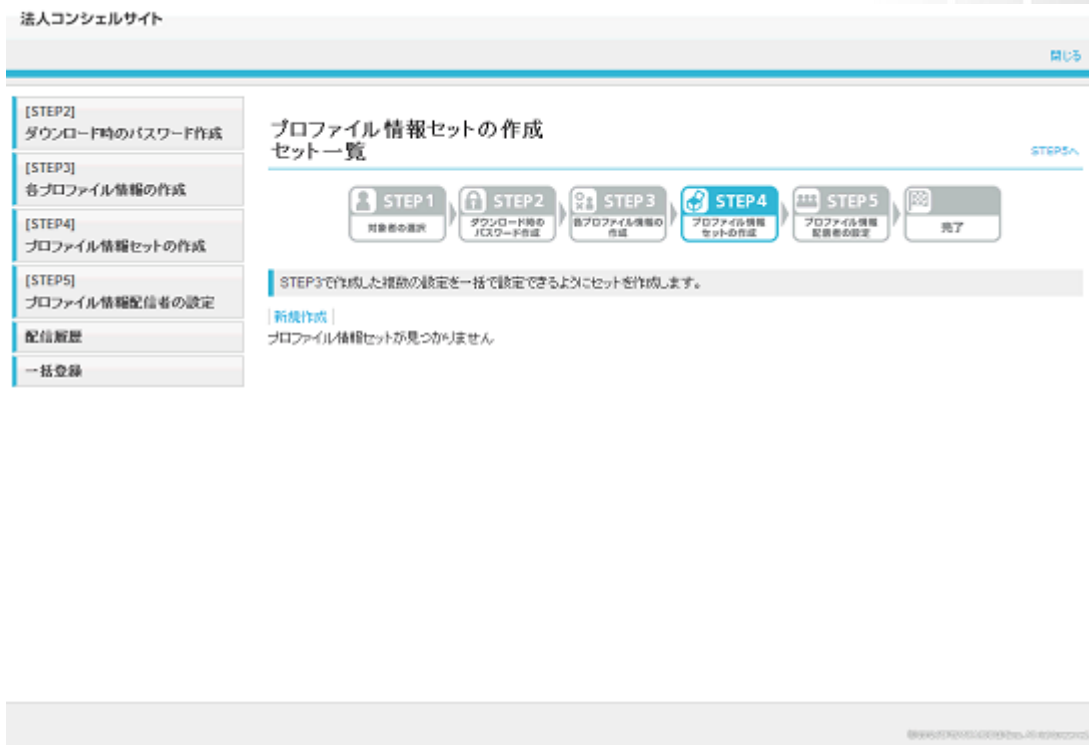 法人コンシェルサイト
閉じる
[STEP2]
ダウンロード時のパスワード作成
[STEP3]
各プロファイル情報の作成
[STEP4]
プロファイル情報セットの作成
[STEP5]
プロファイル情報配信者の設定
配信履歴
一括登録
プロファイル情報セットの作成
セット一覧
STEP5へ
STEP1
対象者の選択
STEP2
ダウンロード時の
パスワード作成
STEP3
各プロファイル情報の
作成
STEP4
プロファイル情報
セットの作成
STEP5
プロファイル情報
配信者の設定
完了
STEP3で作成した複数の設定を一括で設定できるようにセットを作成します。
新規作成
プロファイル情報セットが見つかりません